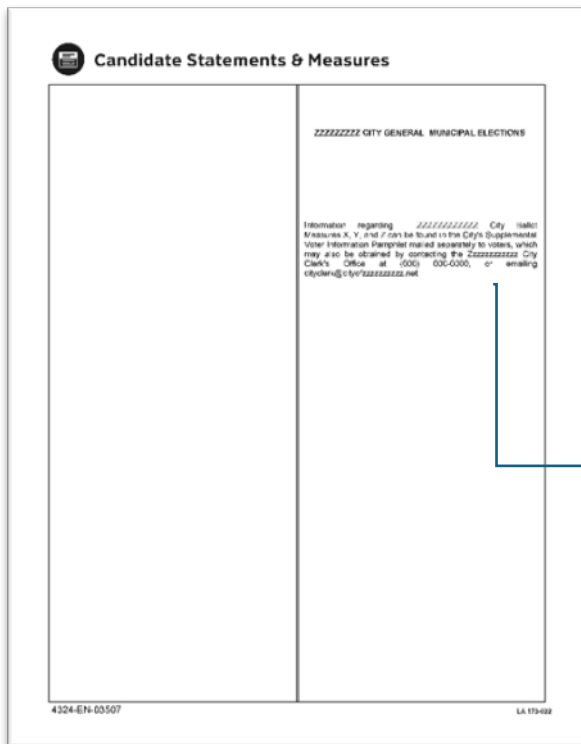 Candidate Statements & Measures
ZZZZZZZZZ CITY GENERAL MUNICIPAL ELECTIONS
Information regarding ZZZZZZZZZZZZ City Ballot
Measures X, Y, and Z can be found in the City's Supplemental
Voter Information Pamphlet mailed separately to voters, which
may also be obtained by contacting the Zzzzzzzzzzz City
Clerk's Office at (000) 000-0000, or emailing
4324-EN-03507